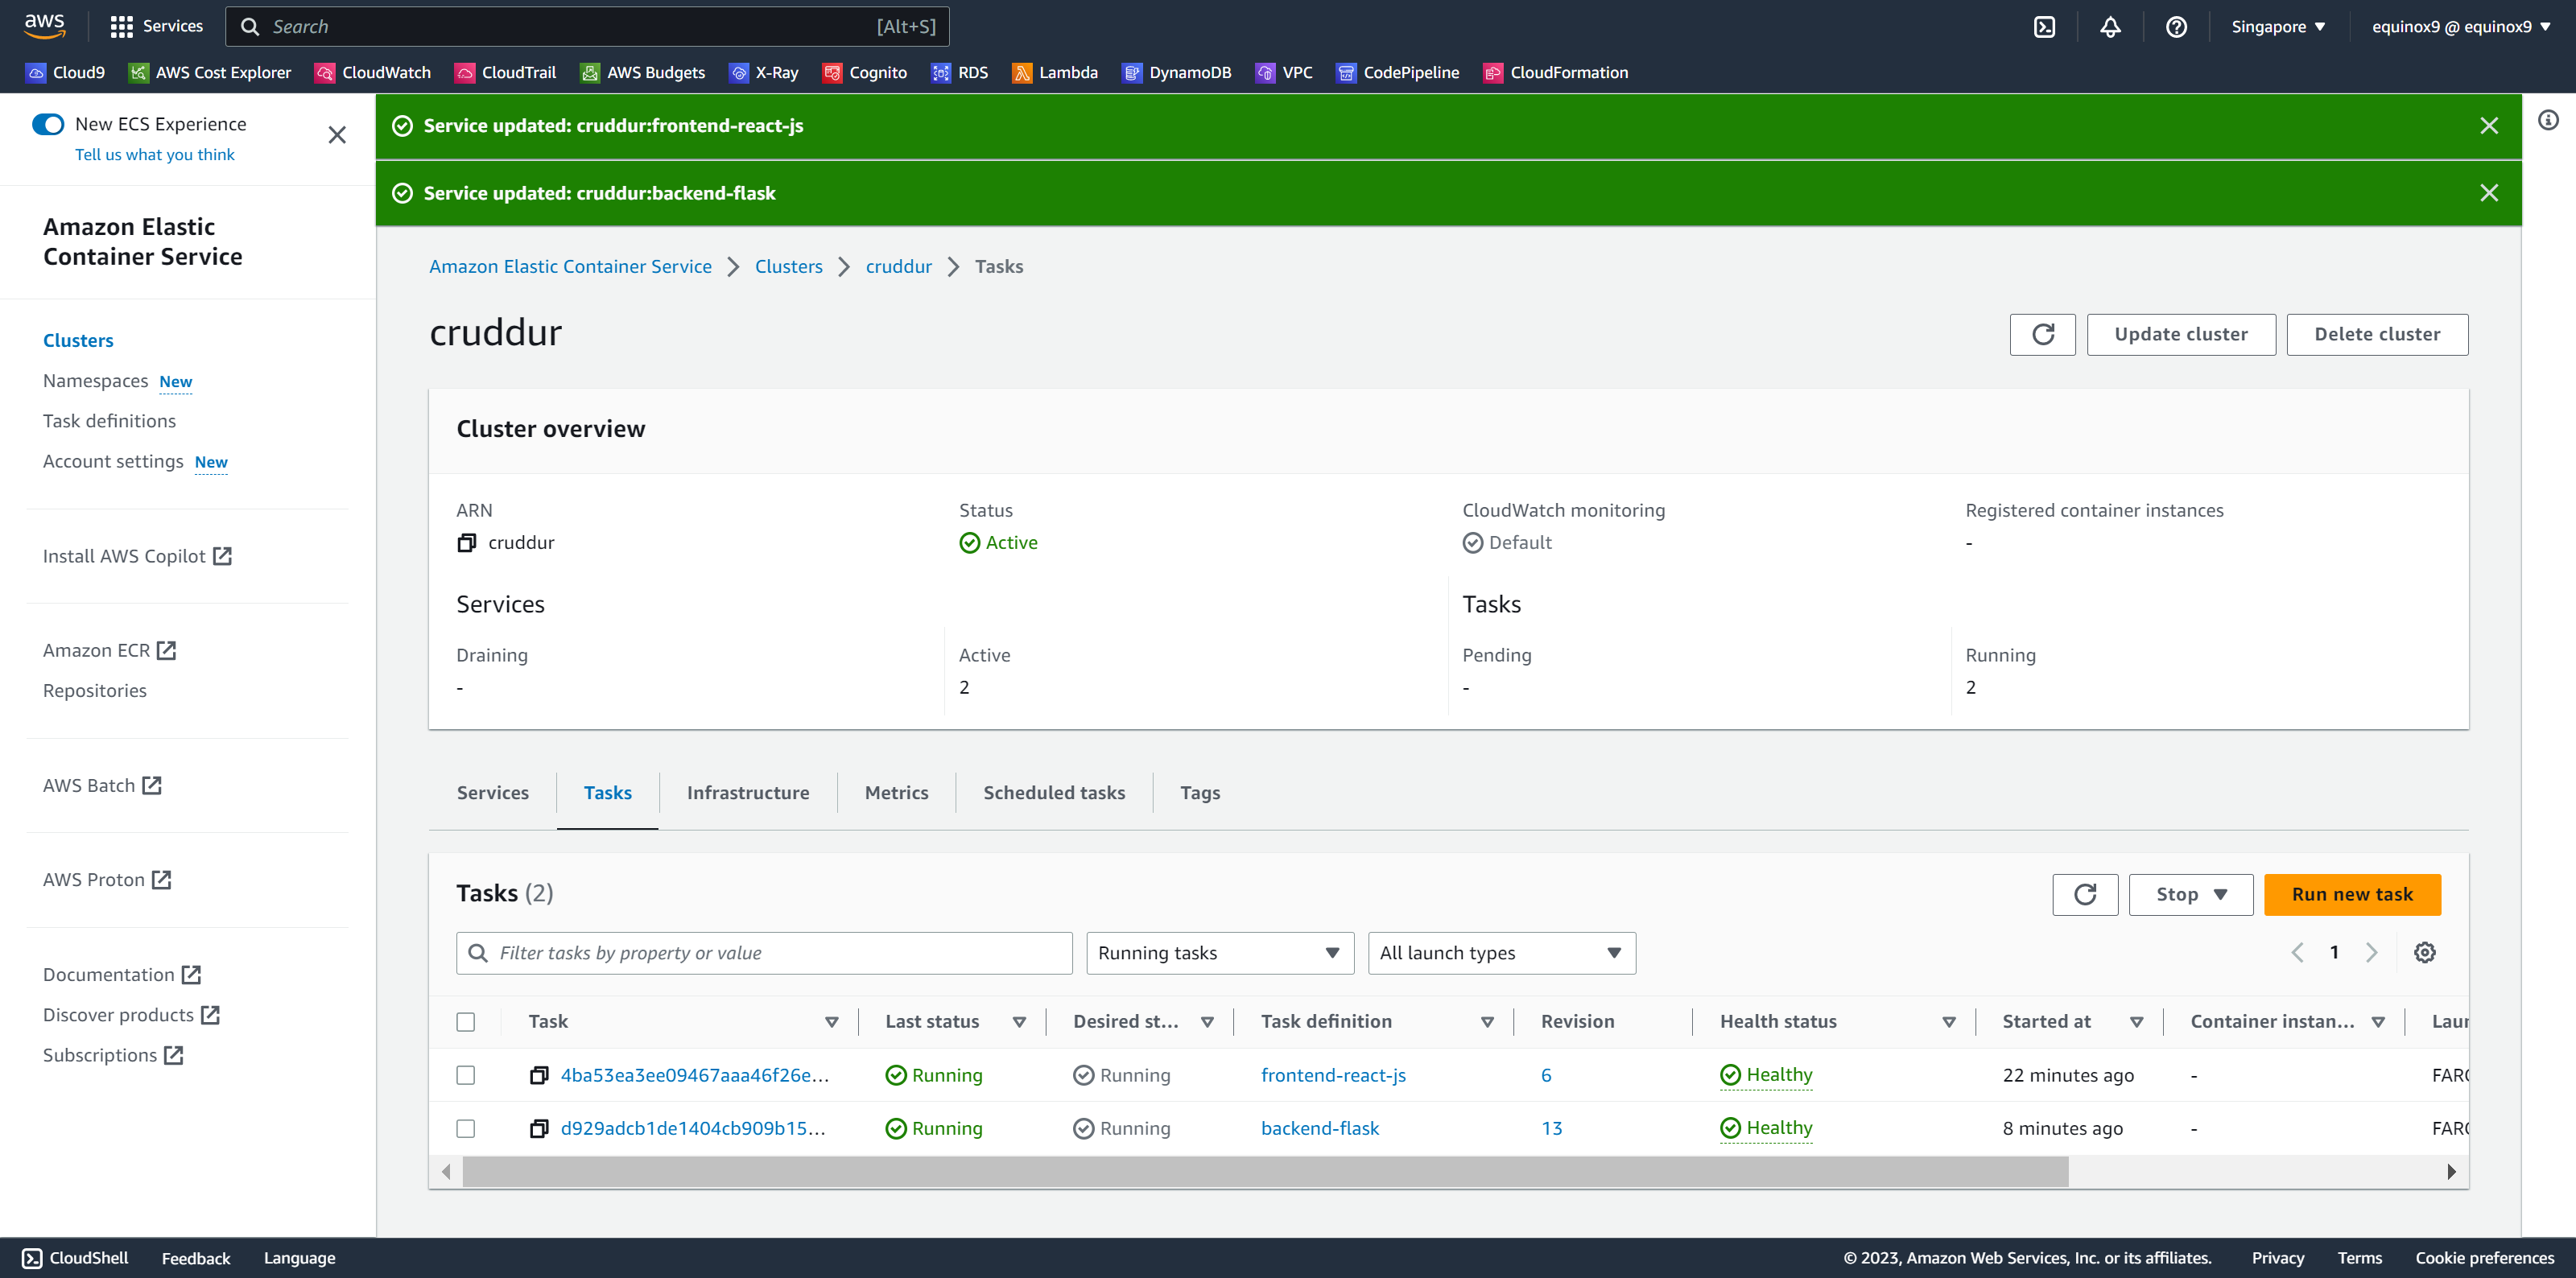 aws
Services
Search
[Alt+S]
Singapore
equinox9 @ equinox9
Cloud9
AWS Cost Explorer
CloudWatch
CloudTrail
AWS Budgets
X-Ray
Cognito
RDS
Lambda
DynamoDB
VPC
CodePipeline
CloudFormation
New ECS Experience
Tell us what you think
Amazon Elastic
Container Service
Clusters
Namespaces New
Task definitions
Account settings New
Install AWS Copilot
Amazon ECR
Repositories
AWS Batch
AWS Proton
Documentation
Discover products
Subscriptions
Service updated: cruddur:frontend-react-js
Service updated: cruddur:backend-flask
Amazon Elastic Container Service
Clusters
cruddur
Tasks
cruddur
Update cluster
Delete cluster
Cluster overview
ARN
cruddur
Status
Active
CloudWatch monitoring
Default
Registered container instances
-
Services
Tasks
Draining
-
Active
2
Pending
-
Running
2
Services
Tasks
Infrastructure
Metrics
Scheduled tasks
Tags
Tasks (2)
Stop
Run new task
Filter tasks by property or value
Running tasks
All launch types
1
Task
Last status
Desired st...
Task definition
Revision
Health status
Started at
Container instan...
Laun
4ba53ea3ee09467aaa46f26e...
Running
Running
frontend-react-js
6
Healthy
22 minutes ago
-
FARG
d929adcb1de1404cb909b15...
Running
Running
backend-flask
13
Healthy
8 minutes ago
-
FARG
CloudShell
Feedback
Language
© 2023, Amazon Web Services, Inc. or its affiliates.
Privacy
Terms
Cookie preferences